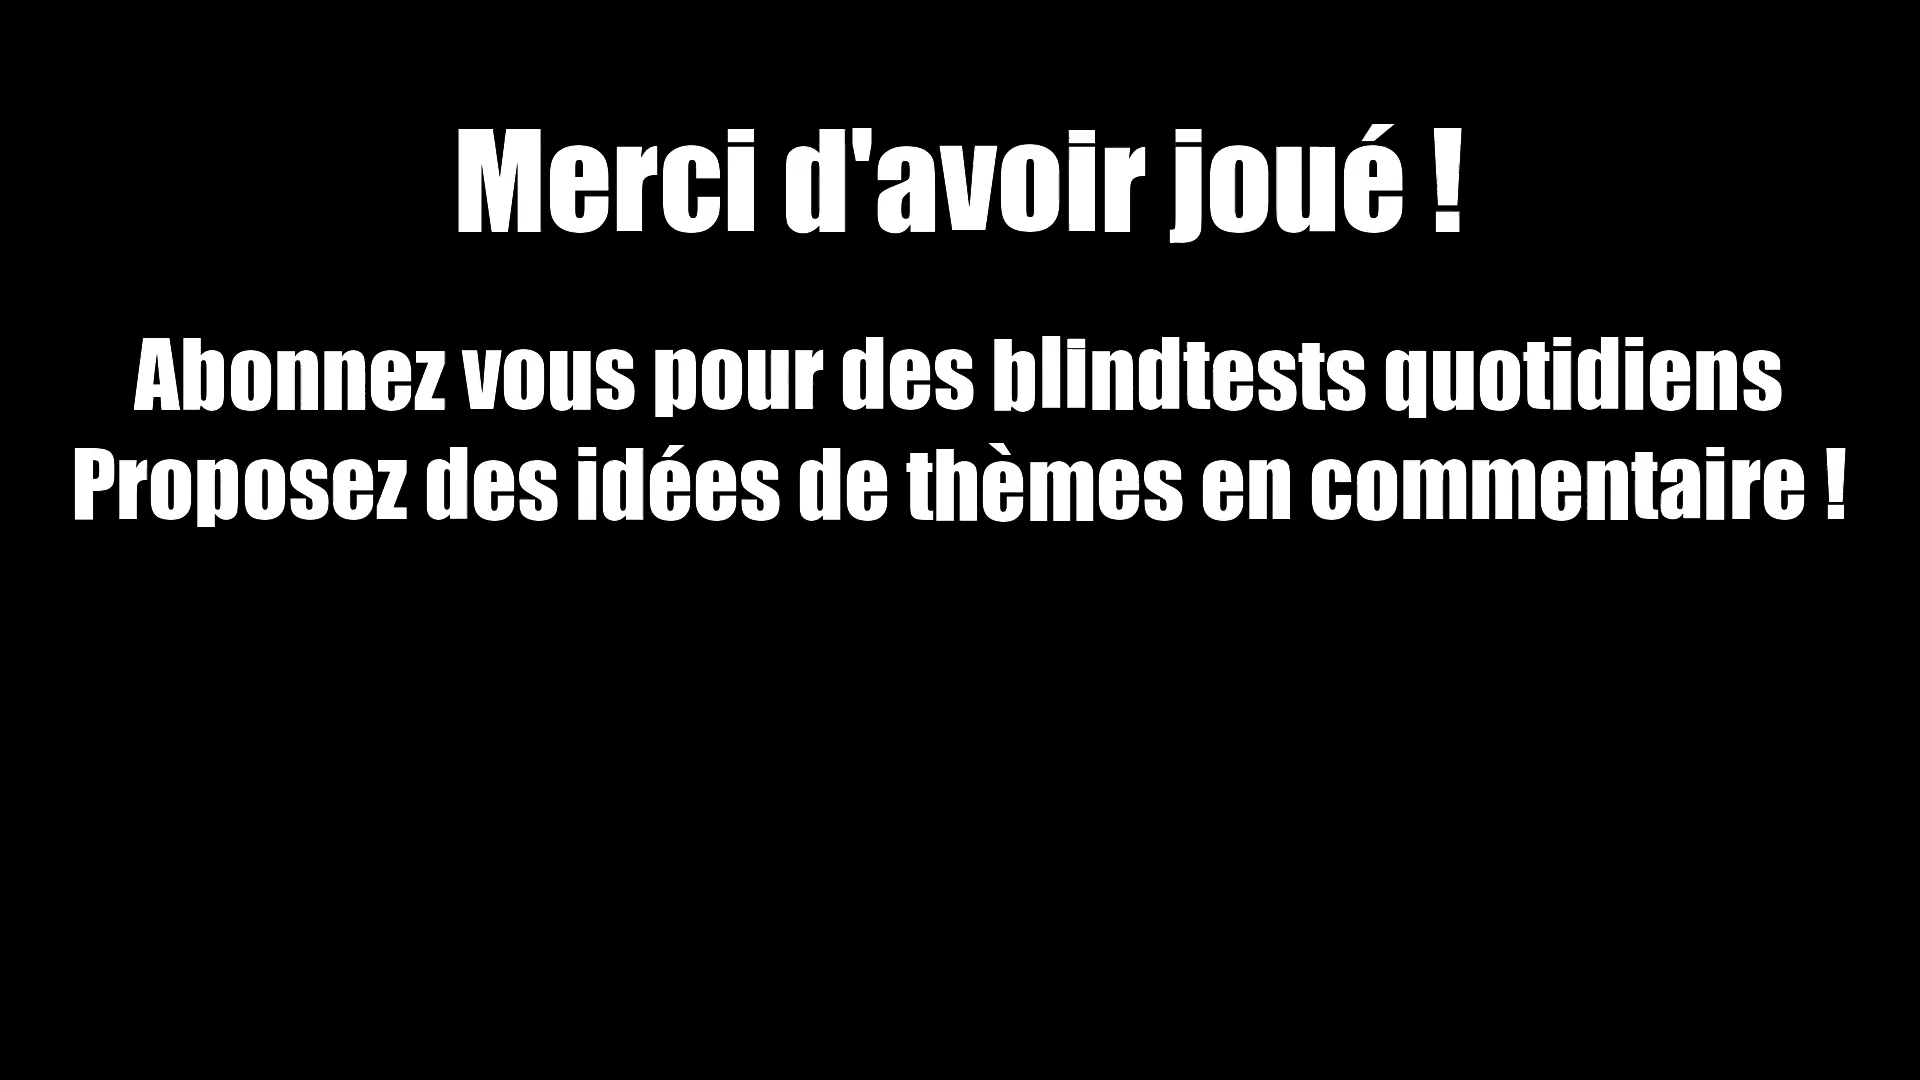 Merci d'avoir joué !
Abonnez vous pour des blindtests quotidiens
Proposez des idées de thèmes en commentaire !